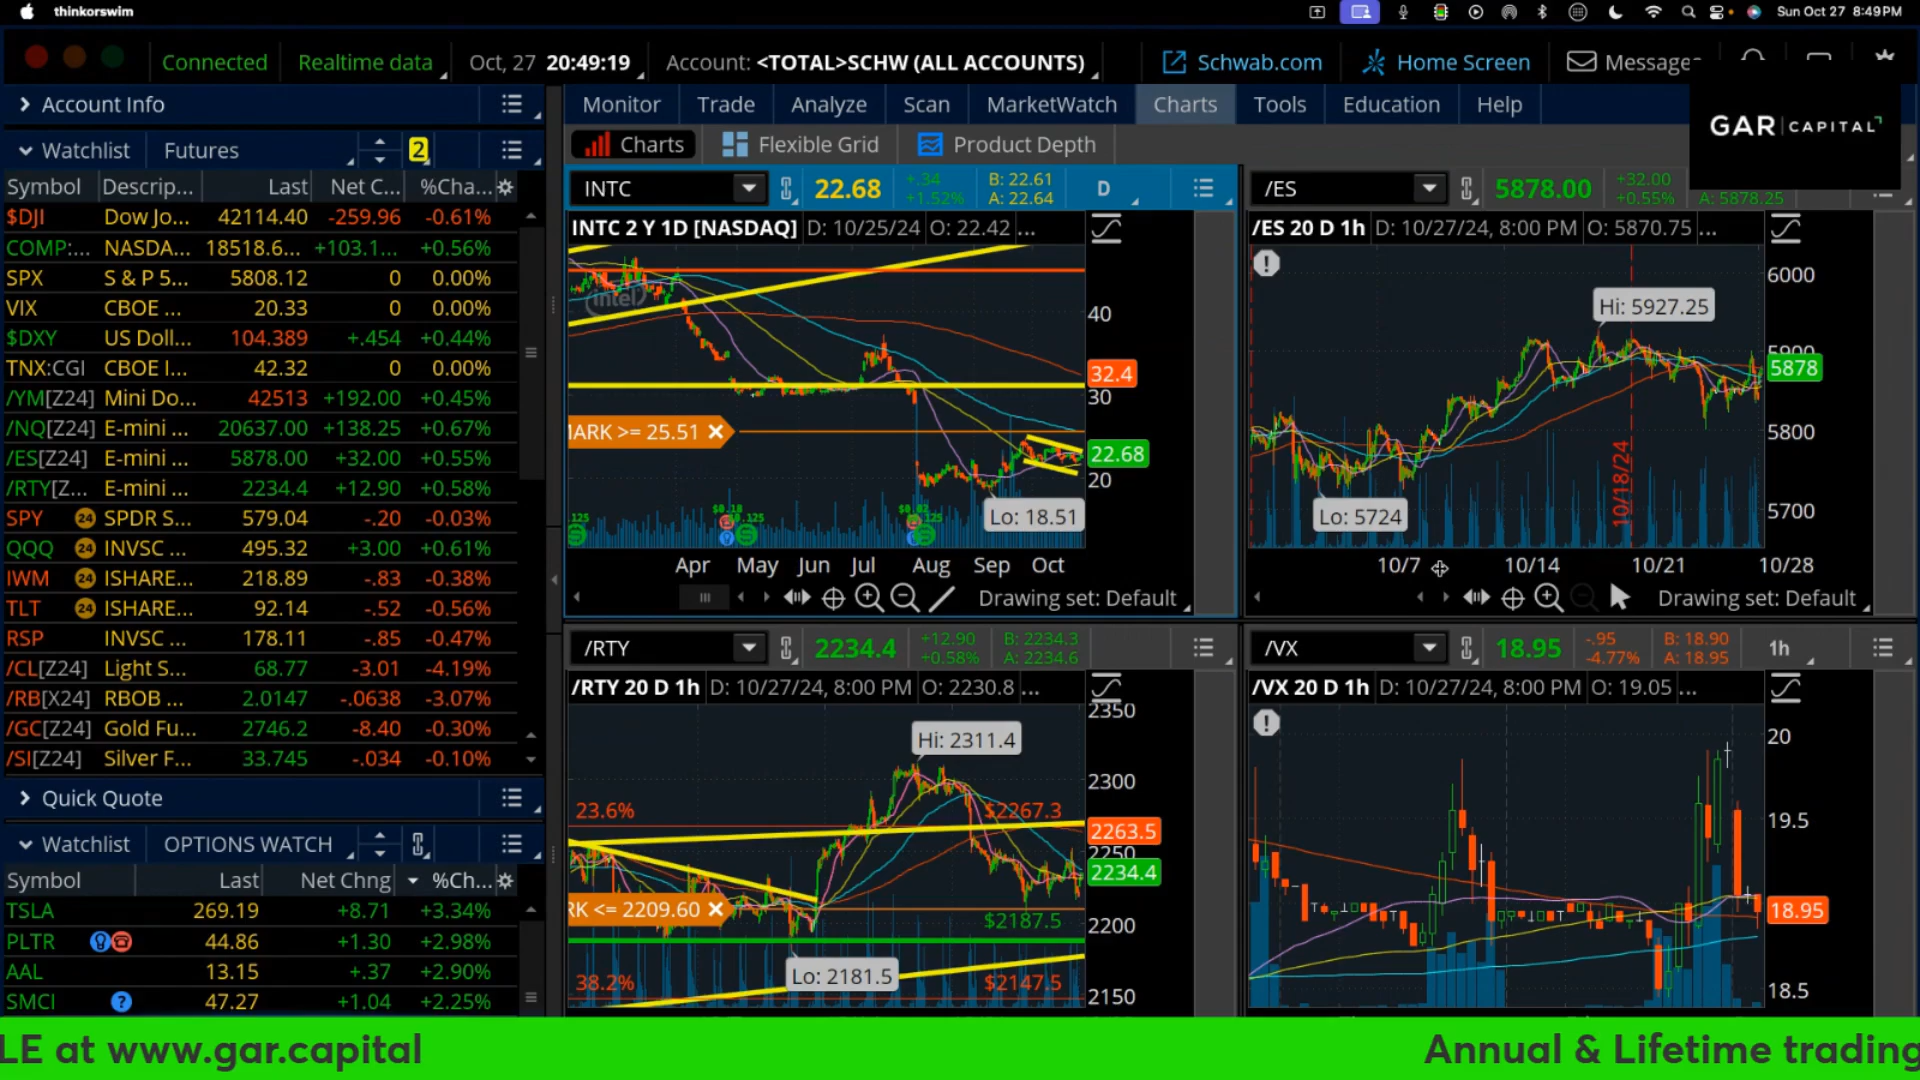 thinkorswim
Sun Oct 27 8:49PM
Connected
Realtime data
Oct, 27 20:49:19
Account: <TOTAL>SCHW (ALL ACCOUNTS)
Schwab.com
Home Screen
Messages
Account Info
Monitor Trade Analyze Scan MarketWatch Charts Tools Education Help
GAR | CAPITAL
Watchlist Futures 2
Charts Flexible Grid Product Depth
Symbol Descrip... Last Net C... %Cha...
$DJI Dow Jo... 42114.40 -259.96 -0.61%
COMP:... NASDA... 18518.6... +103.1... +0.56%
SPX S & P 5... 5808.12 0 0.00%
VIX CBOE ... 20.33 0 0.00%
$DXY US Doll... 104.389 +.454 +0.44%
TNX:CGI CBOE I... 42.32 0 0.00%
/YM[Z24] Mini Do... 42513 +192.00 +0.45%
/NQ[Z24] E-mini ... 20637.00 +138.25 +0.67%
/ES[Z24] E-mini ... 5878.00 +32.00 +0.55%
/RTY[Z... E-mini ... 2234.4 +12.90 +0.58%
SPY 24 SPDR S... 579.04 -.20 -0.03%
QQQ 24 INVSC ... 495.32 +3.00 +0.61%
IWM 24 ISHARE... 218.89 -.83 -0.38%
TLT 24 ISHARE... 92.14 -.52 -0.56%
RSP INVSC ... 178.11 -.85 -0.47%
/CL[Z24] Light S... 68.77 -3.01 -4.19%
/RB[X24] RBOB ... 2.0147 -.0638 -3.07%
/GC[Z24] Gold Fu... 2746.2 -8.40 -0.30%
/SI[Z24] Silver F... 33.745 -.034 -0.10%
Quick Quote
Watchlist OPTIONS WATCH
Symbol Last Net Chng %Ch...
TSLA 269.19 +8.71 +3.34%
PLTR 44.86 +1.30 +2.98%
AAL 13.15 +.37 +2.90%
SMCI ? 47.27 +1.04 +2.25%
INTC 22.68 +.34 +1.52% B: 22.61 A: 22.64 D
INTC 2 Y 1D [NASDAQ] D: 10/25/24 O: 22.42 ...
intel
40
32.4
30
MARK >= 25.51
22.68
20
Lo: 18.51
Apr May Jun Jul Aug Sep Oct
Drawing set: Default
/ES 5878.00 +32.00 +0.55% A: 5878.25
/ES 20 D 1h D: 10/27/24, 8:00 PM O: 5870.75 ...
6000
Hi: 5927.25
5900
5878
5800
10/18/24
5700
Lo: 5724
10/7 10/14 10/21 10/28
Drawing set: Default
/RTY 2234.4 +12.90 +0.58% B: 2234.3 A: 2234.6
/RTY 20 D 1h D: 10/27/24, 8:00 PM O: 2230.8 ...
2350
Hi: 2311.4
2300
23.6% $2267.3
2263.5
2250
2234.4
RK <= 2209.60
$2187.5
2200
Lo: 2181.5
38.2% $2147.5
2150
/VX 18.95 -.95 -4.77% B: 18.90 A: 18.95 1h
/VX 20 D 1h D: 10/27/24, 8:00 PM O: 19.05 ...
20
19.5
18.95
18.5
LE at www.gar.capital
Annual & Lifetime trading